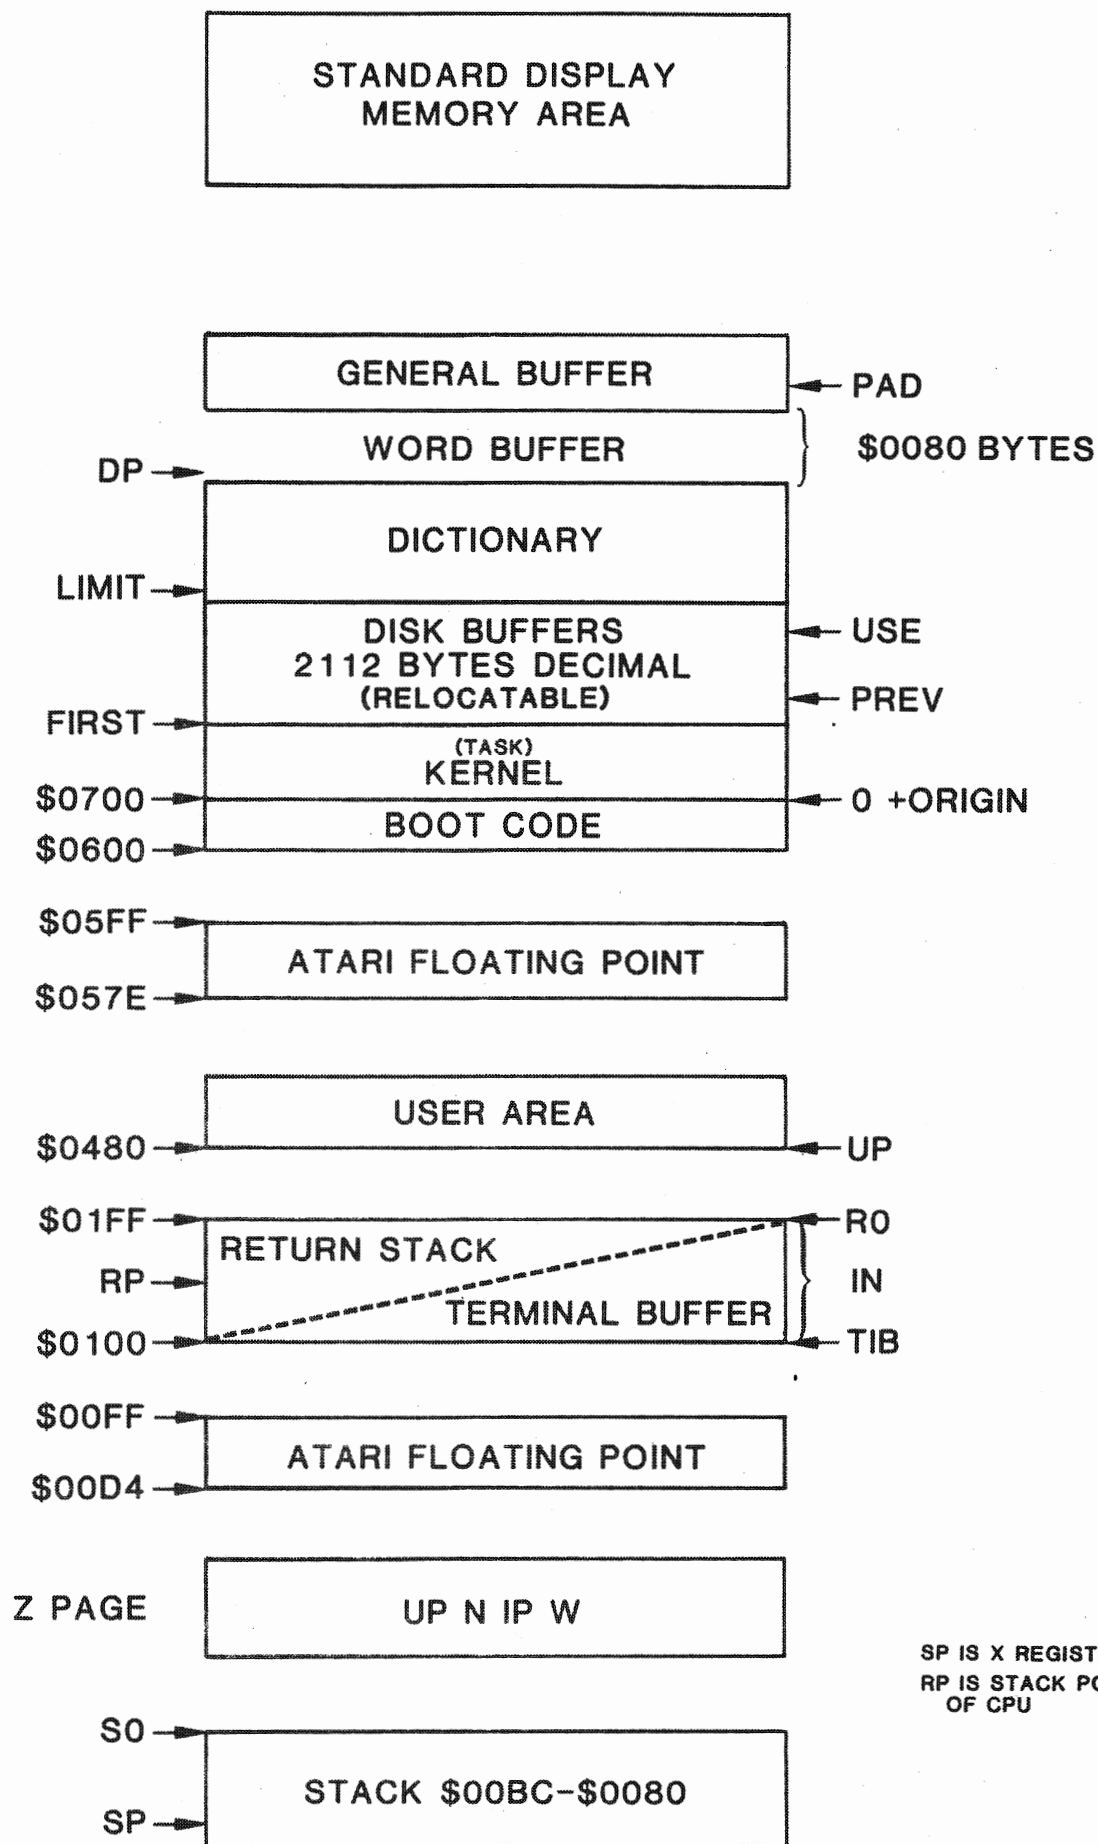 STANDARD DISPLAY
MEMORY AREA
GENERAL BUFFER
PAD
WORD BUFFER
$0080 BYTES
DP
DICTIONARY
LIMIT
DISK BUFFERS
USE
2112 BYTES DECIMAL
(RELOCATABLE)
PREV
FIRST
(TASK)
KERNEL
$0700
0 +ORIGIN
BOOT CODE
$0600
$05FF
ATARI FLOATING POINT
$057E
USER AREA
$0480
UP
$01FF
R0
RETURN STACK
RP
IN
TERMINAL BUFFER
$0100
TIB
$00FF
ATARI FLOATING POINT
$00D4
Z PAGE
UP N IP W
SP IS X REGIST
RP IS STACK PO
OF CPU
S0
STACK $00BC-$0080
SP